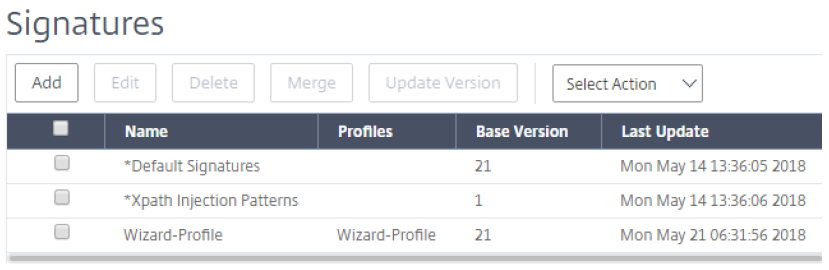 Signatures
Add Edit Delete Merge Update Version Select Action
Name Profiles Base Version Last Update
*Default Signatures 21 Mon May 14 13:36:05 2018
*Xpath Injection Patterns 1 Mon May 14 13:36:06 2018
Wizard-Profile Wizard-Profile 21 Mon May 21 06:31:56 2018